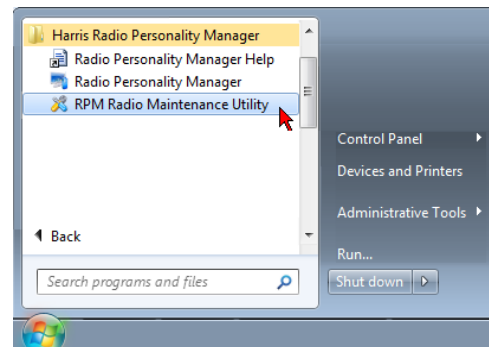 Harris Radio Personality Manager
Radio Personality Manager Help
Radio Personality Manager
RPM Radio Maintenance Utility
Back
Search programs and files
Control Panel
Devices and Printers
Administrative Tools
Run...
Shut down